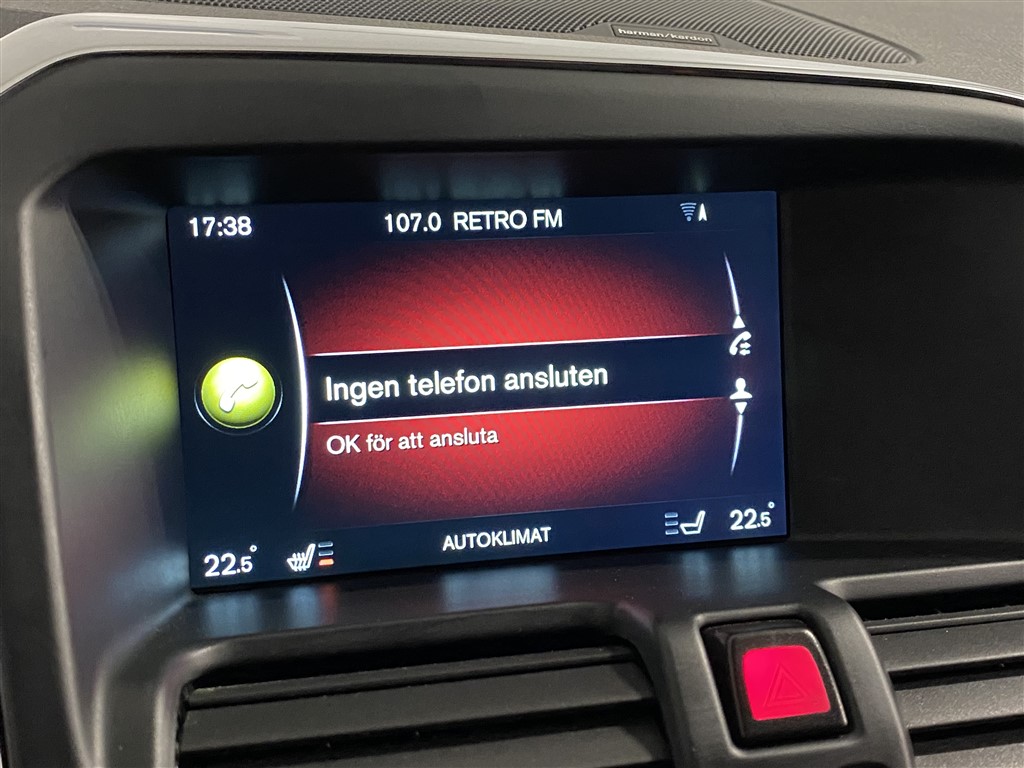 harman/kardon
17:38
107.0 RETRO FM
A
Ingen telefon ansluten
OK för att ansluta
AUTOKLIMAT
22.5°
22.5°